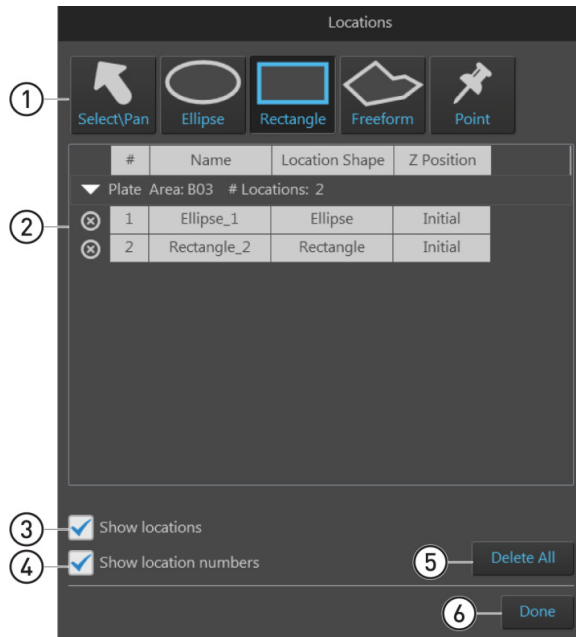 Locations
1
Select\Pan Ellipse Rectangle Freeform Point
# Name Location Shape Z Position
Plate Area: B03 # Locations: 2
2
1 Ellipse_1 Ellipse Initial
2 Rectangle_2 Rectangle Initial
3 Show locations
4 Show location numbers
5 Delete All
6 Done